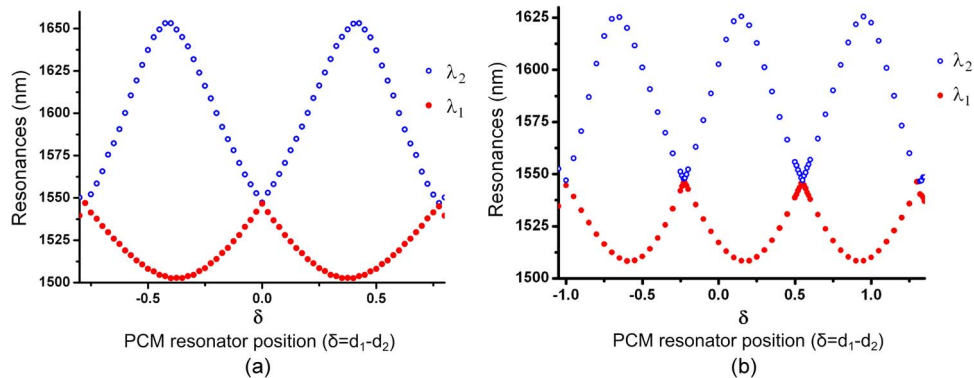 1650
1625
1600
1575
1550
1525
1500
Resonances (nm)
-0.5
0.0
0.5
δ
PCM resonator position (δ=d₁-d₂)
(a)
λ₂
λ₁
1625
1600
1575
1550
1525
1500
Resonances (nm)
-1.0
-0.5
0.0
0.5
1.0
δ
PCM resonator position (δ=d₁-d₂)
(b)
λ₂
λ₁